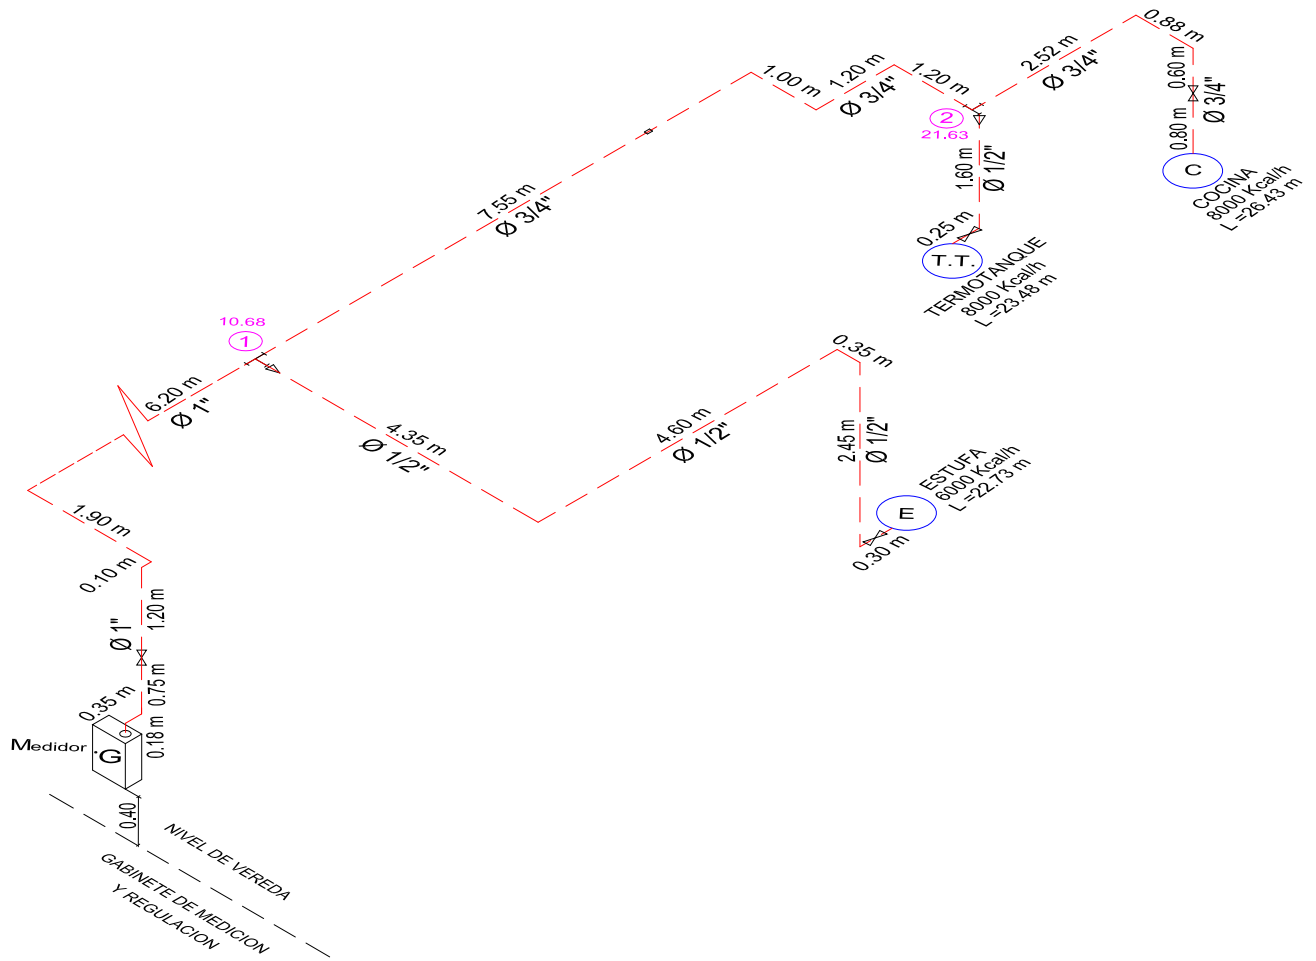 0.88 m
2.52 m
Ø 3/4"
0.60 m
Ø 3/4"
0.80 m
C
COCINA
8000 Kcal/h
L =26.43 m
1.00 m
1.20 m
Ø 3/4"
1.20 m
2
21.63
1.60 m
Ø 1/2"
0.25 m
T.T.
TERMOTANQUE
8000 Kcal/h
L =23.48 m
7.55 m
Ø 3/4"
10.68
1
6.20 m
Ø 1"
4.35 m
Ø 1/2"
4.60 m
Ø 1/2"
0.35 m
2.45 m
Ø 1/2"
E
ESTUFA
6000 Kcal/h
L =22.73 m
0.30 m
1.90 m
0.10 m
1.20 m
Ø 1"
0.75 m
0.35 m
0.18 m
Medidor
G
0.40
NIVEL DE VEREDA
GABINETE DE MEDICION
Y REGULACION